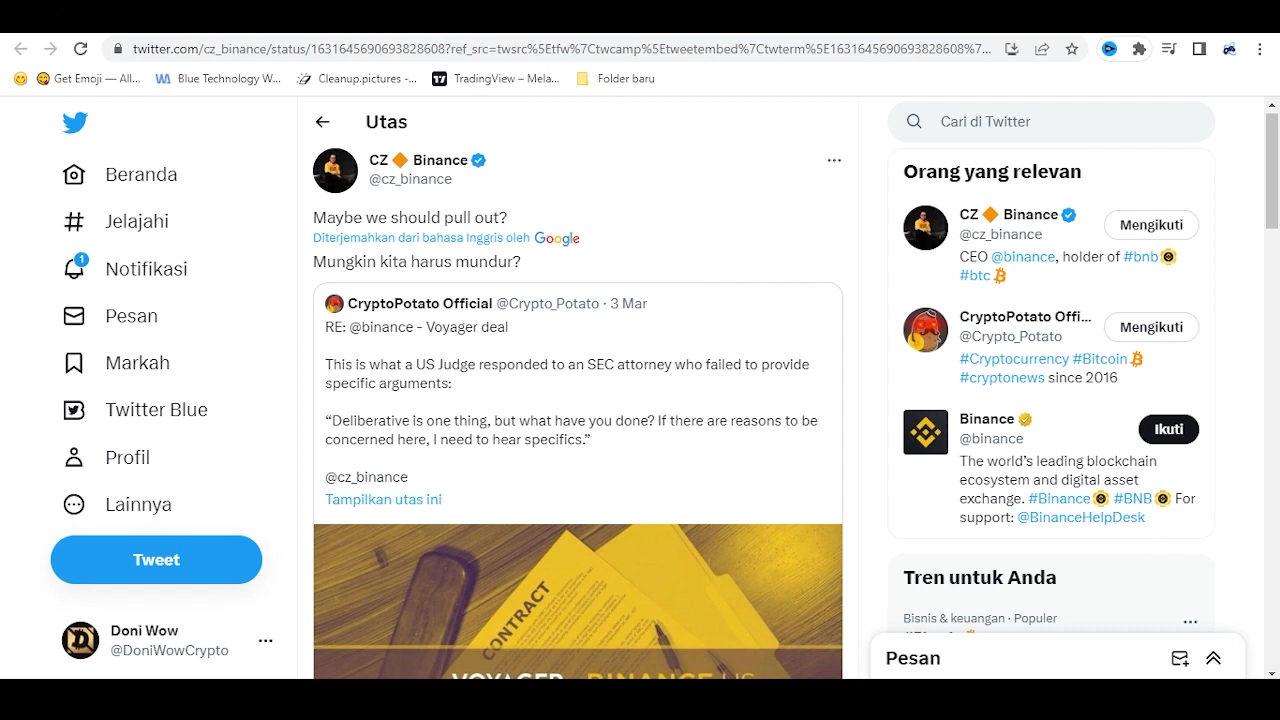 twitter.com/cz_binance/status/1631645690693828608?ref_src=twsrc%5Etfw%7Ctwcamp%5Etweetembed%7Ctwterm%5E1631645690693828608%7...
Get Emoji — All...
Blue Technology W...
Cleanup.pictures -...
TradingView – Mela...
Folder baru
Beranda
Jelajahi
1
Notifikasi
Pesan
Markah
Twitter Blue
Profil
Lainnya
Tweet
Doni Wow
@DoniWowCrypto
Utas
CZ 🔶 Binance
@cz_binance
Maybe we should pull out?
Diterjemahkan dari bahasa Inggris oleh Google
Mungkin kita harus mundur?
CryptoPotato Official @Crypto_Potato · 3 Mar
RE: @binance - Voyager deal
This is what a US Judge responded to an SEC attorney who failed to provide
specific arguments:
“Deliberative is one thing, but what have you done? If there are reasons to be
concerned here, I need to hear specifics.”
@cz_binance
Tampilkan utas ini
CONTRACT
VOYAGER BINANCE US
Cari di Twitter
Orang yang relevan
CZ 🔶 Binance
@cz_binance
Mengikuti
CEO @binance, holder of #bnb
#btc
CryptoPotato Offi...
@Crypto_Potato
Mengikuti
#Cryptocurrency #Bitcoin
#cryptonews since 2016
Binance
@binance
Ikuti
The world’s leading blockchain
ecosystem and digital asset
exchange. #Binance #BNB For
support: @BinanceHelpDesk
Tren untuk Anda
Bisnis & keuangan · Populer
Pesan